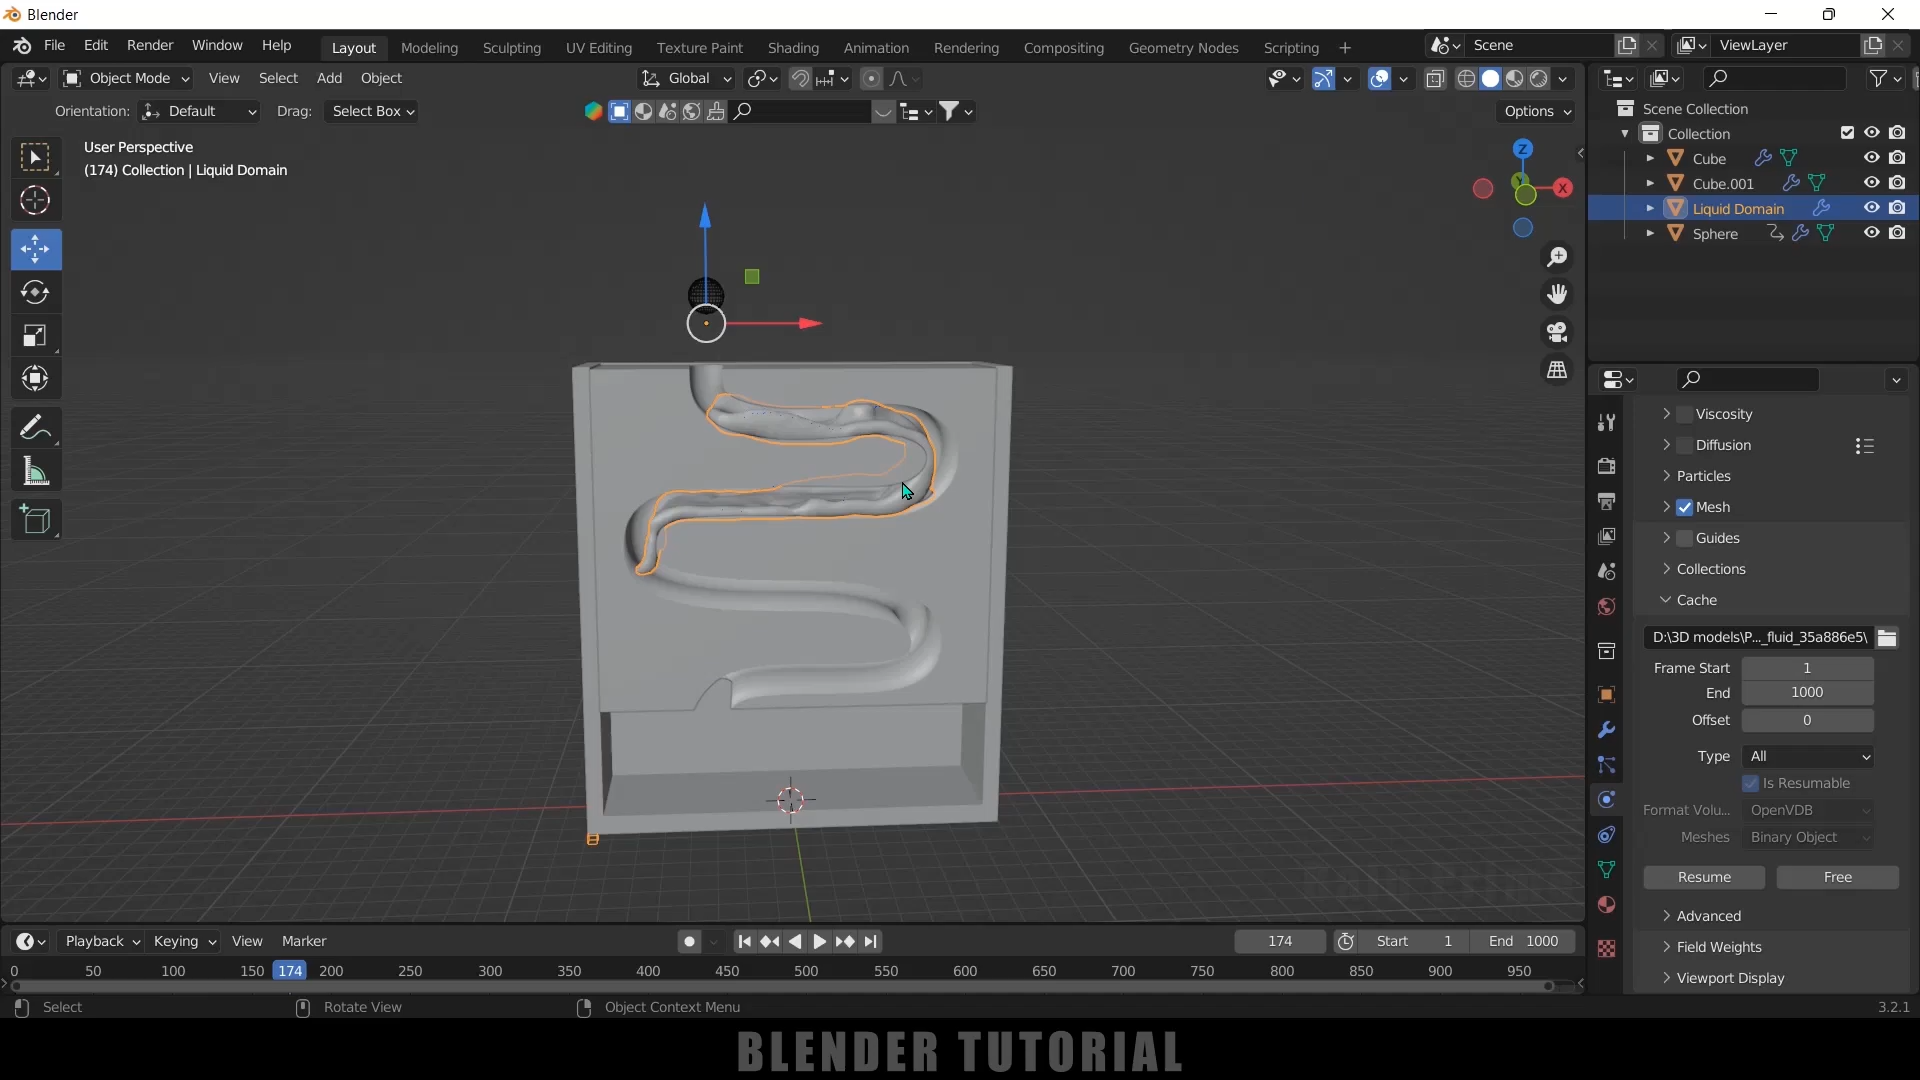 Blender
File Edit Render Window Help
Layout Modeling Sculpting UV Editing Texture Paint Shading Animation Rendering Compositing Geometry Nodes Scripting +
Scene
ViewLayer
Object Mode View Select Add Object
Global
Orientation: Default Drag: Select Box
Options
User Perspective
(174) Collection | Liquid Domain
Z
Y
X
Scene Collection
Collection
Cube
Cube.001
Liquid Domain
Sphere
Viscosity
Diffusion
Particles
Mesh
Guides
Collections
Cache
D:\3D models\P..._fluid_35a886e5\
Frame Start 1
End 1000
Offset 0
Type All
Is Resumable
Format Volu... OpenVDB
Meshes Binary Object
Resume Free
Advanced
Field Weights
Viewport Display
Playback Keying View Marker
174 Start 1 End 1000
0 50 100 150 174 200 250 300 350 400 450 500 550 600 650 700 750 800 850 900 950
Select Rotate View Object Context Menu
3.2.1
BLENDER TUTORIAL